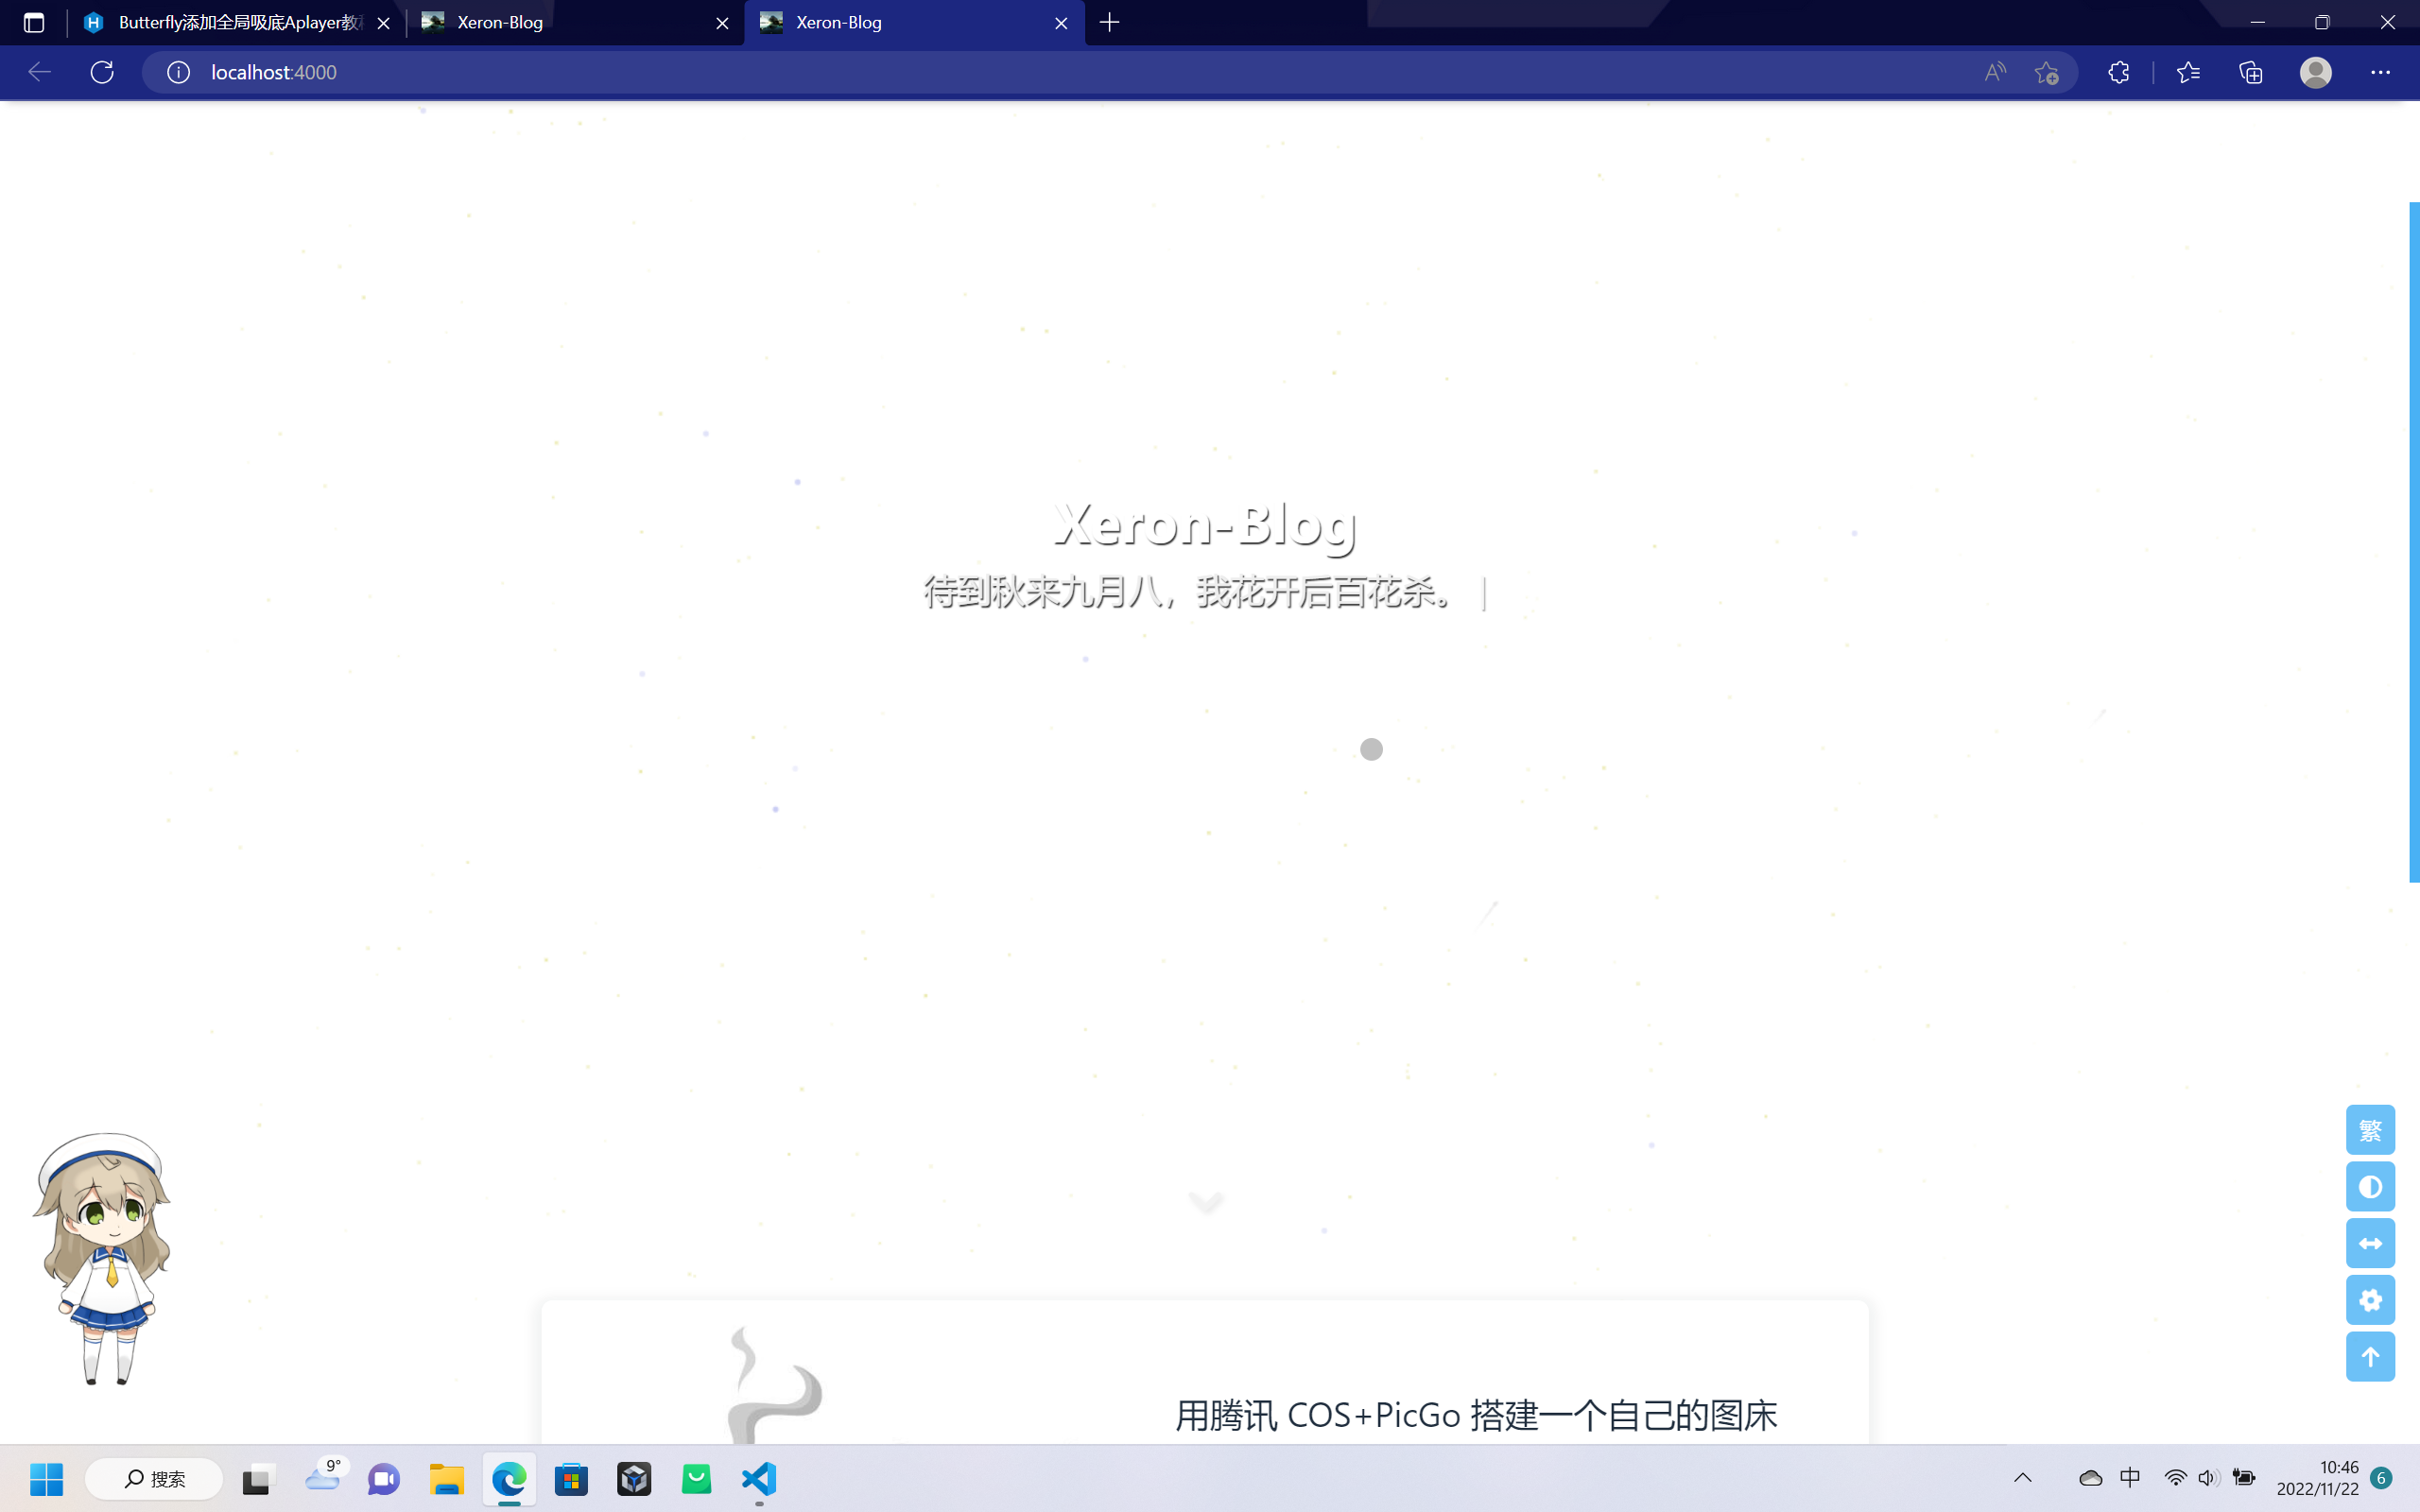 Butterfly添加全局吸底Aplayer教
Xeron-Blog
Xeron-Blog
localhost:4000
Xeron-Blog
待到秋来九月八，我花开后百花杀。 |
繁
用腾讯 COS+PicGo 搭建一个自己的图床
搜索
9°
中
10:46
2022/11/22
6